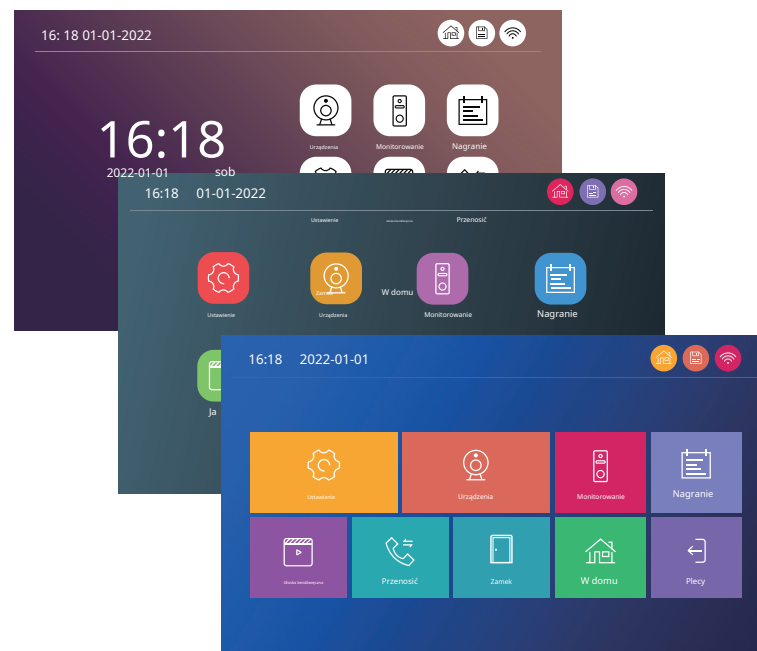 16: 18 01-01-2022
16:18
2022-01-01 sob
Urządzenia Monitorowanie Nagranie
16:18 01-01-2022
Ustawienie Przenosić
Zamek W domu
Ustawienie Urządzenia Monitorowanie Nagranie
Ja
16:18 2022-01-01
Ustawienie Urządzenia Monitorowanie Nagranie
Przenosić Zamek W domu Plecy